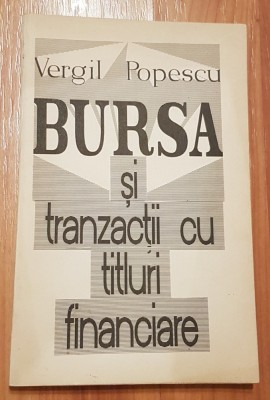 Vergil Popescu
BURSA
și
tranzacții cu
titluri
financiare